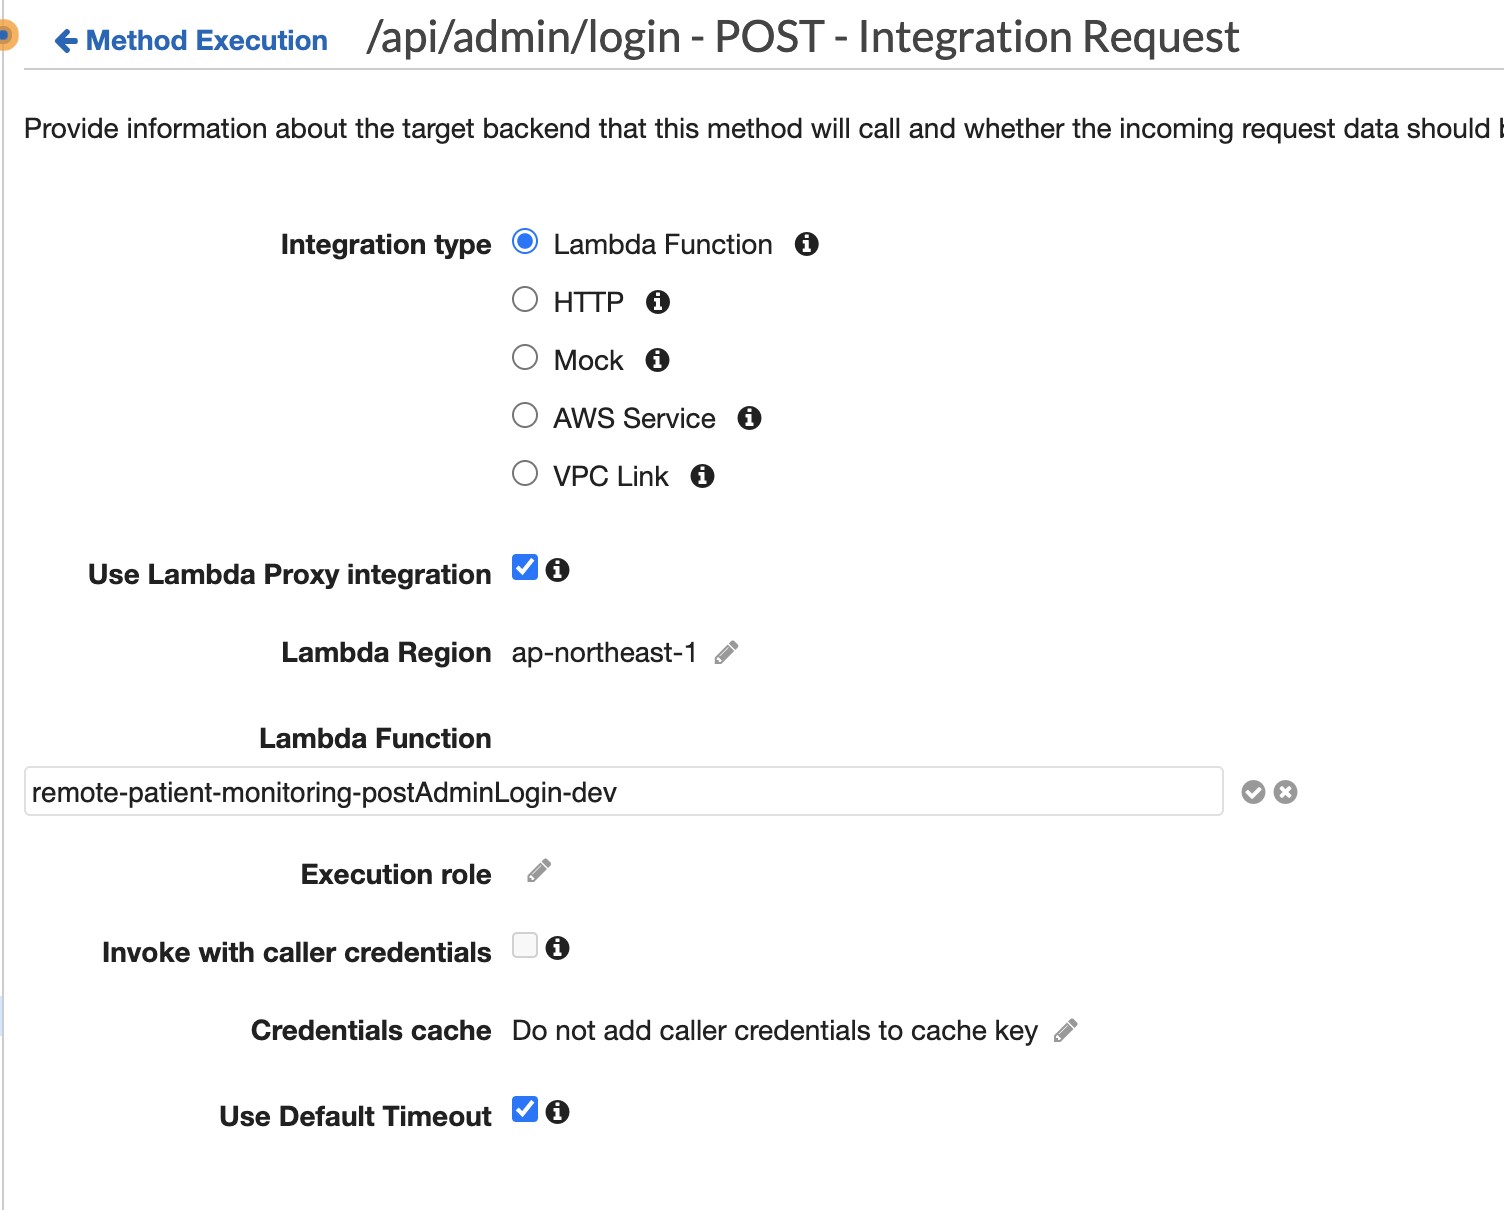 Method Execution /api/admin/login - POST - Integration Request
Provide information about the target backend that this method will call and whether the incoming request data should
Integration type Lambda Function
HTTP
Mock
AWS Service
VPC Link
Use Lambda Proxy integration
Lambda Region ap-northeast-1
Lambda Function
remote-patient-monitoring-postAdminLogin-dev
Execution role
Invoke with caller credentials
Credentials cache Do not add caller credentials to cache key
Use Default Timeout